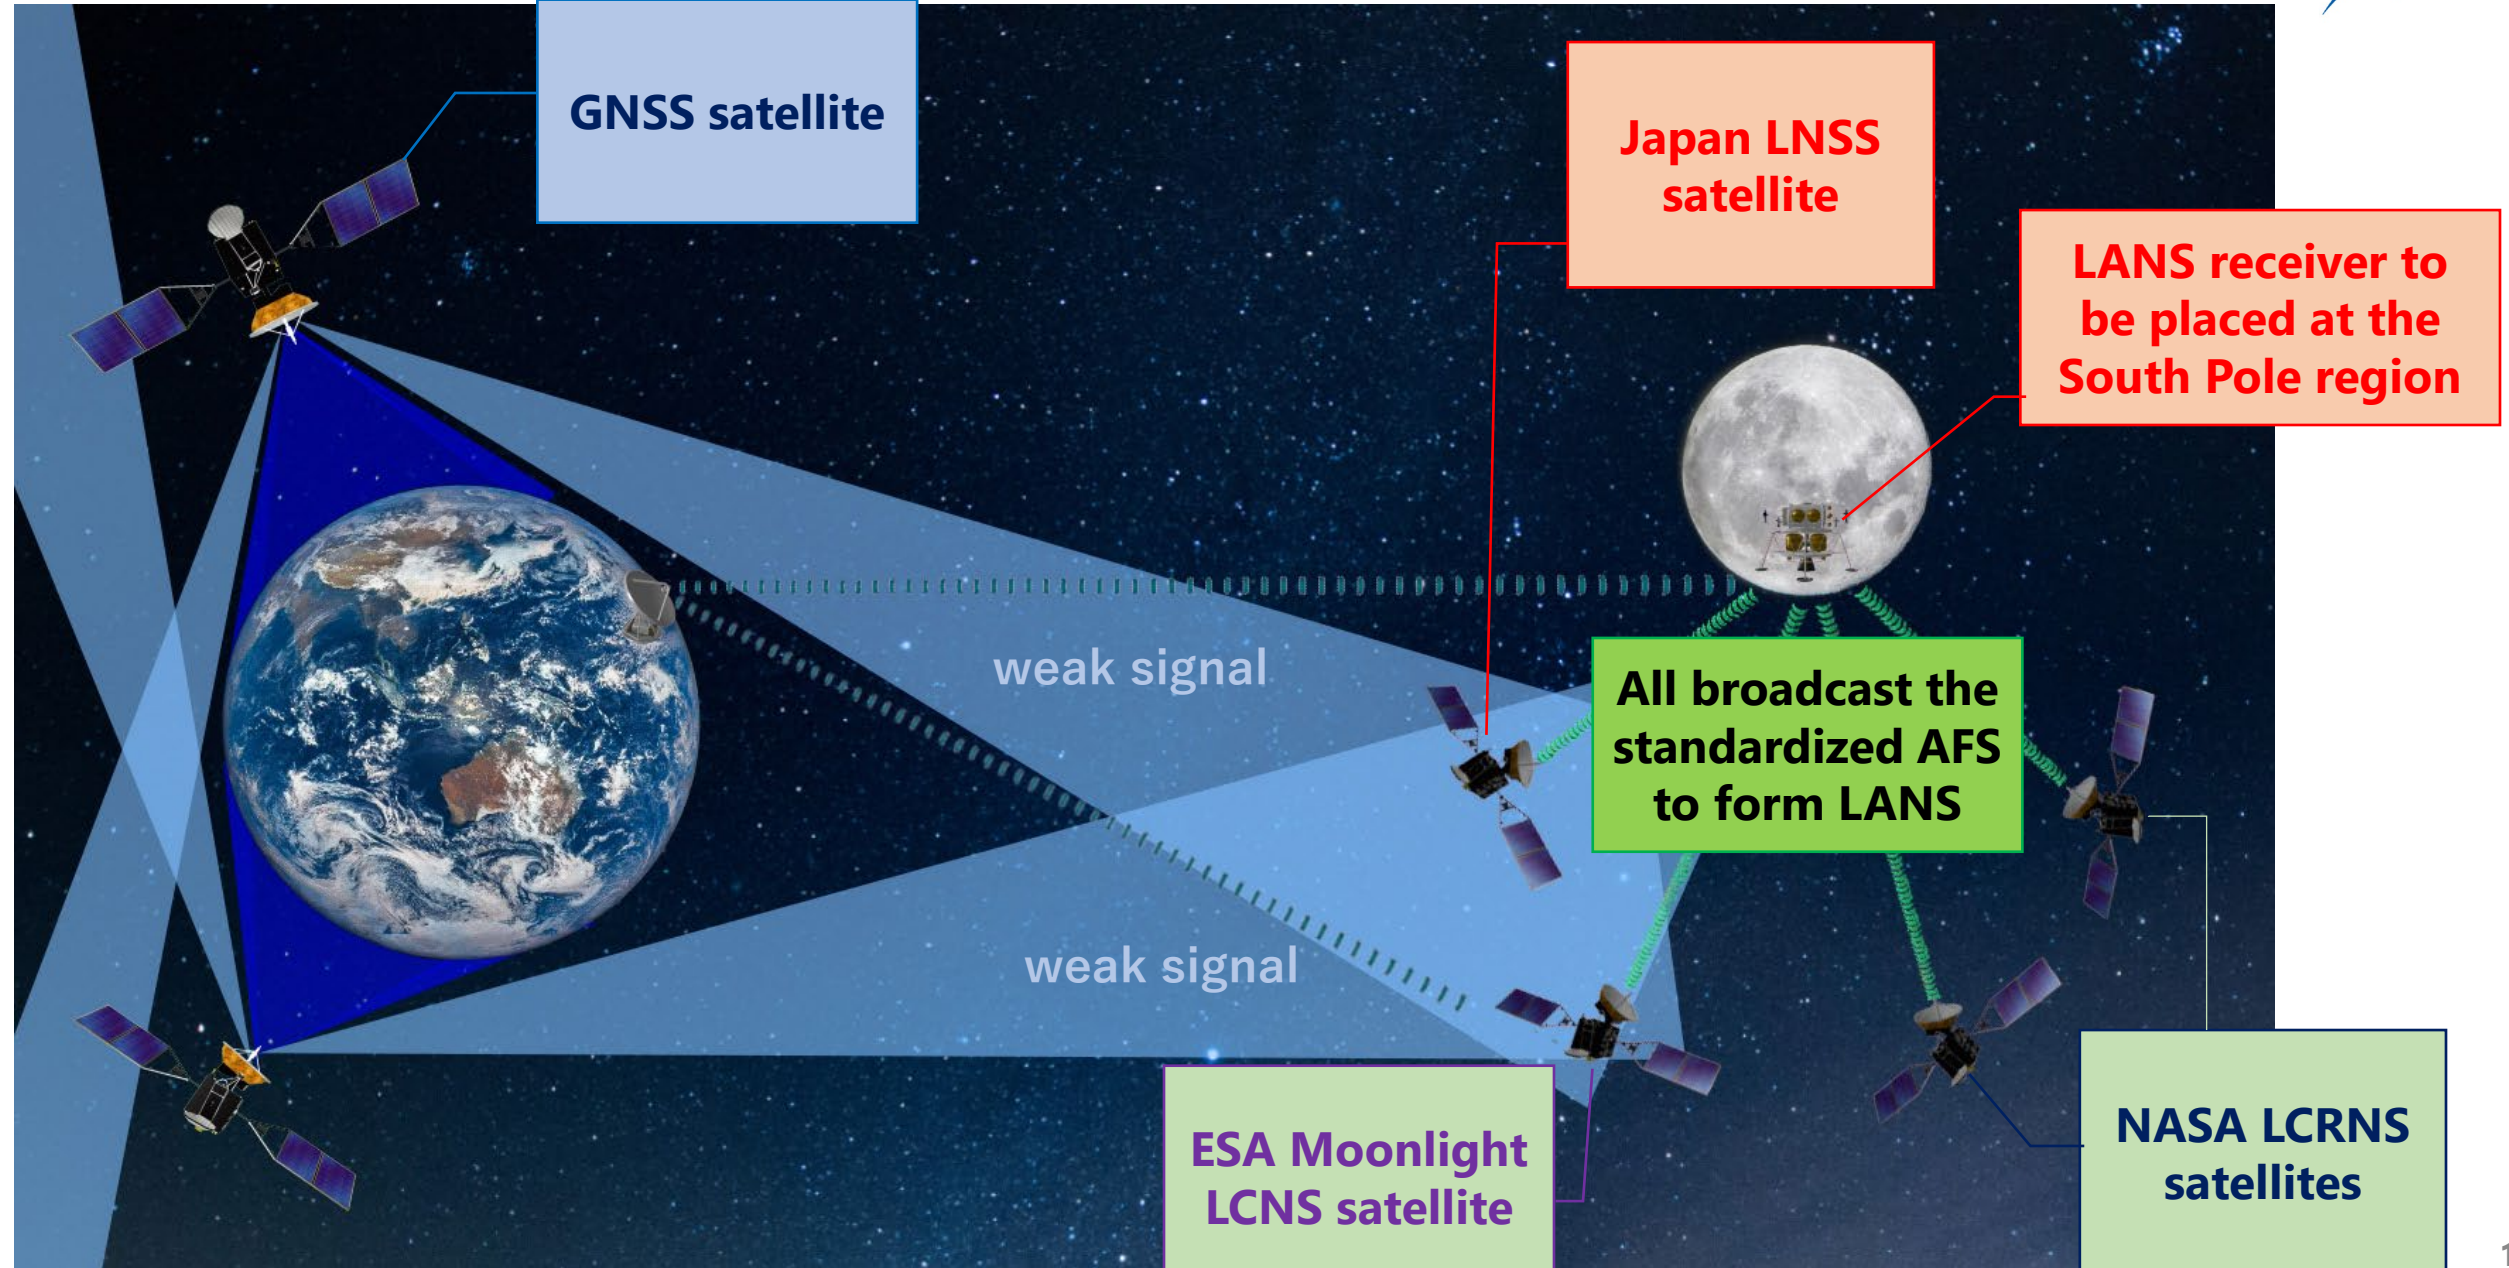 GNSS satellite
Japan LNSS
satellite
LANS receiver to
be placed at the
South Pole region
weak signal
All broadcast the
standardized AFS
to form LANS
weak signal
ESA Moonlight
LCNS satellite
NASA LCRNS
satellites